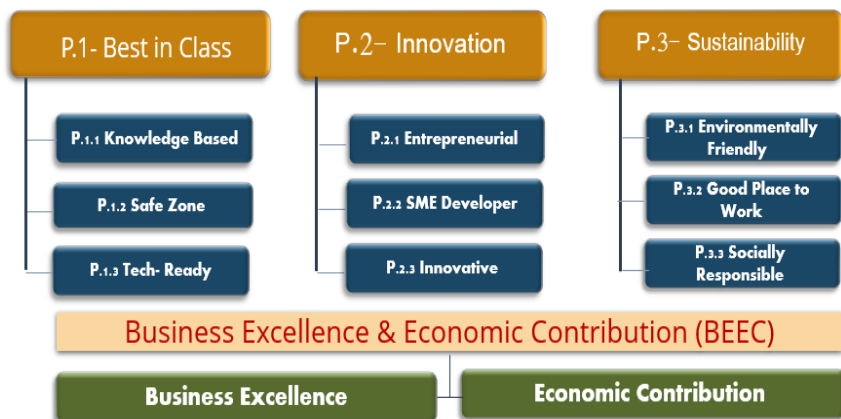 P.1- Best in Class
P.1.1 Knowledge Based
P.1.2 Safe Zone
P.1.3 Tech- Ready
P.2- Innovation
P.2.1 Entrepreneurial
P.2.2 SME Developer
P.2.3 Innovative
P.3- Sustainability
P.3.1 Environmentally
Friendly
P.3.2 Good Place to
Work
P.3.3 Socially
Responsible
Business Excellence & Economic Contribution (BEEC)
Business Excellence
Economic Contribution